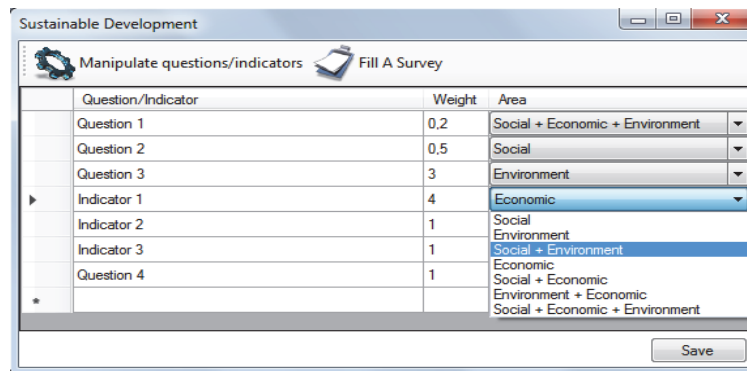 Sustainable Development
Manipulate questions/indicators Fill A Survey
Question/Indicator Weight Area
Question 1 0,2 Social + Economic + Environment
Question 2 0,5 Social
Question 3 3 Environment
Indicator 1 4 Economic
Indicator 2 1
Indicator 3 1
Question 4 1
Social
Environment
Social + Environment
Economic
Social + Economic
Environment + Economic
Social + Economic + Environment
*
Save